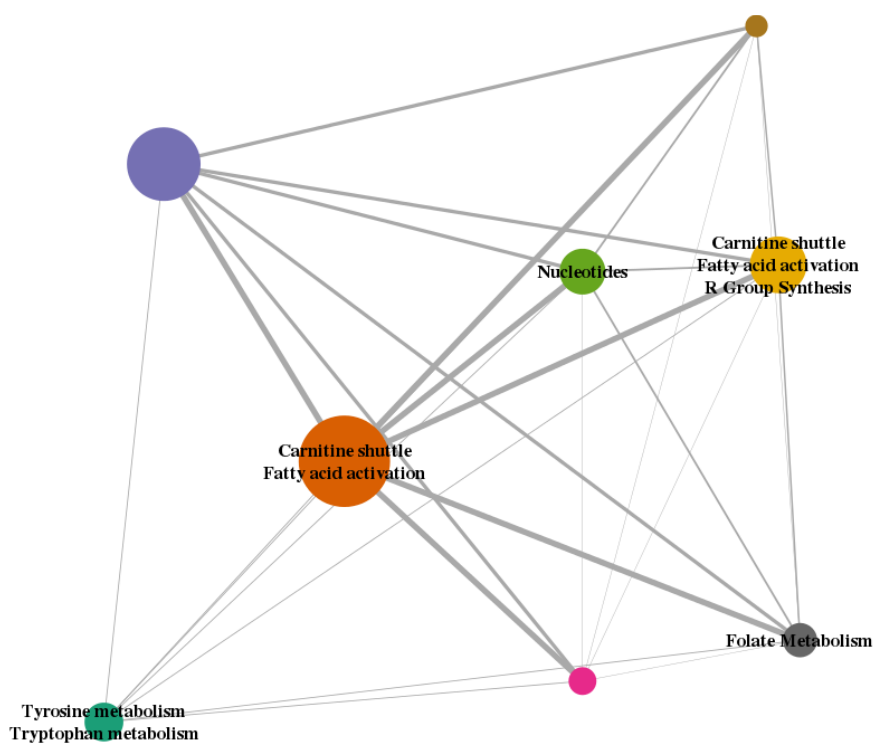 Carnitine shuttle
Fatty acid activation
R Group Synthesis
Nucleotides
Carnitine shuttle
Fatty acid activation
Folate Metabolism
Tyrosine metabolism
Tryptophan metabolism